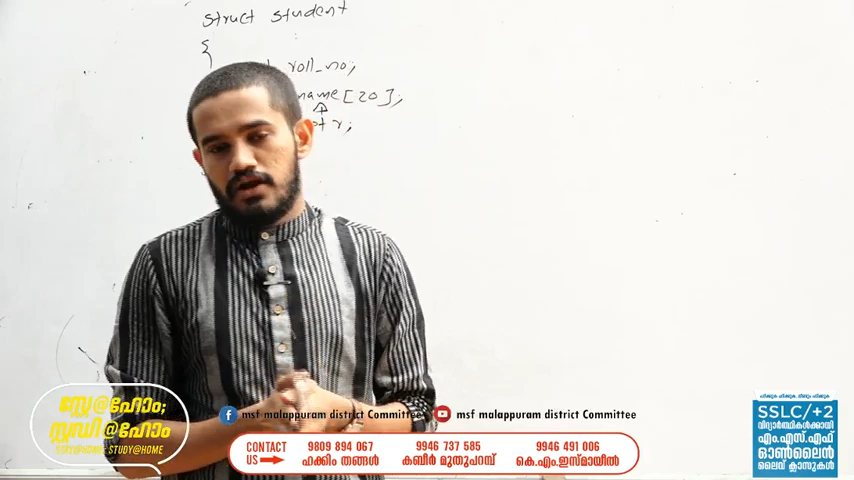 struct student
{
roll_no;
name[20];
r;
സ്റ്റേ@ഹോം;
സ്റ്റഡി@ഹോം
STAY@HOME; STUDY@HOME
msf malappuram district Committee
msf malappuram district Committee
CONTACT US
9809 894 067
ഹക്കിം തങ്ങൾ
9946 737 585
കബീർ മുതുപറമ്പ്
9946 491 006
കെ.എം.ഇസ്മായീൽ
SSLC/+2
വിദ്യാർത്ഥികൾക്കായി
എം.എസ്.എഫ്
ഓൺലൈൻ
ലൈവ് ക്ലാസുകൾ